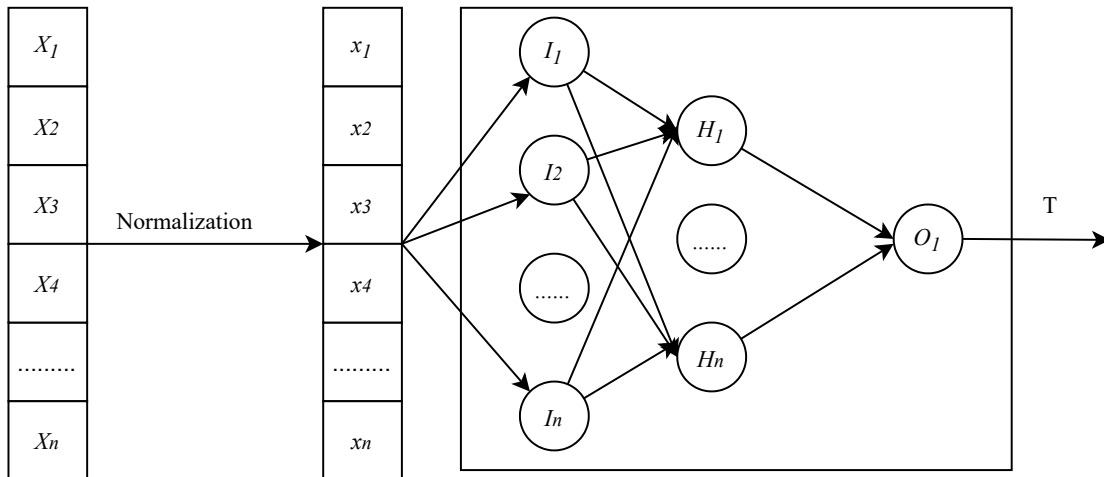 X1
X2
X3
X4
.........
Xn
Normalization
x1
x2
x3
x4
.........
xn
I1
I2
......
In
H1
......
Hn
O1
T